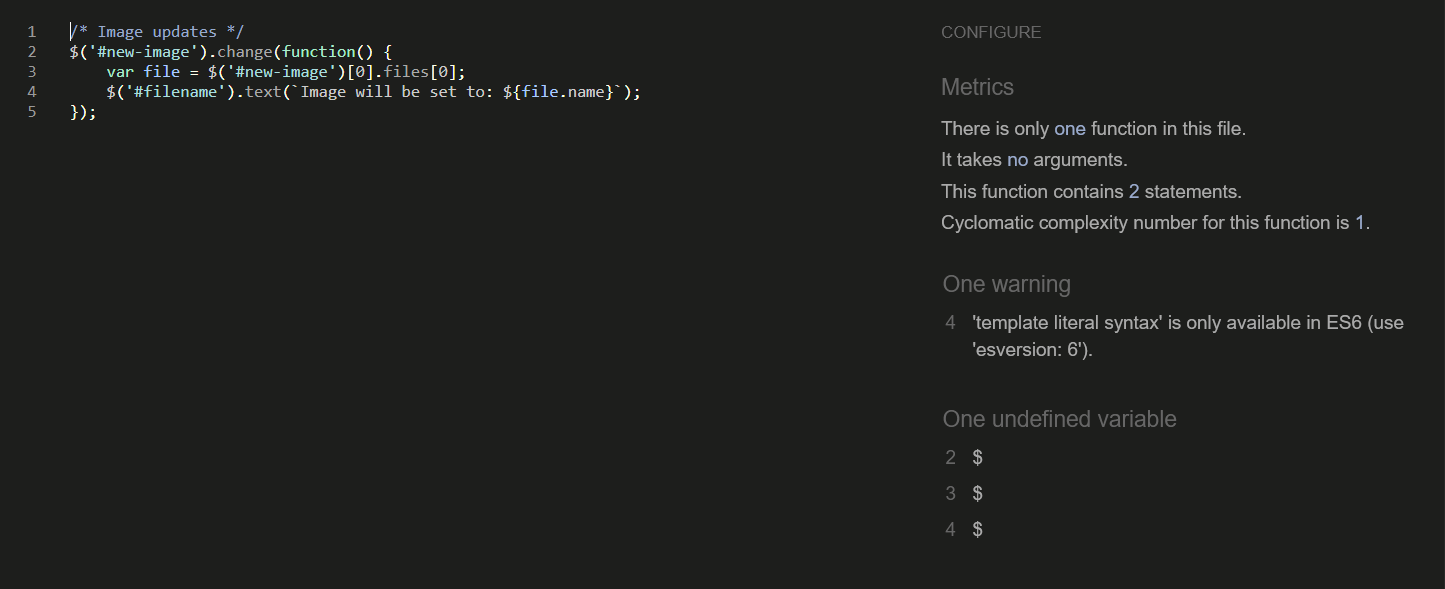 1 /* Image updates */
2 $('#new-image').change(function() {
3     var file = $('#new-image')[0].files[0];
4     $('#filename').text(`Image will be set to: ${file.name}`);
5 });
CONFIGURE
Metrics
There is only one function in this file.
It takes no arguments.
This function contains 2 statements.
Cyclomatic complexity number for this function is 1.
One warning
4 'template literal syntax' is only available in ES6 (use
'esversion: 6').
One undefined variable
2 $
3 $
4 $